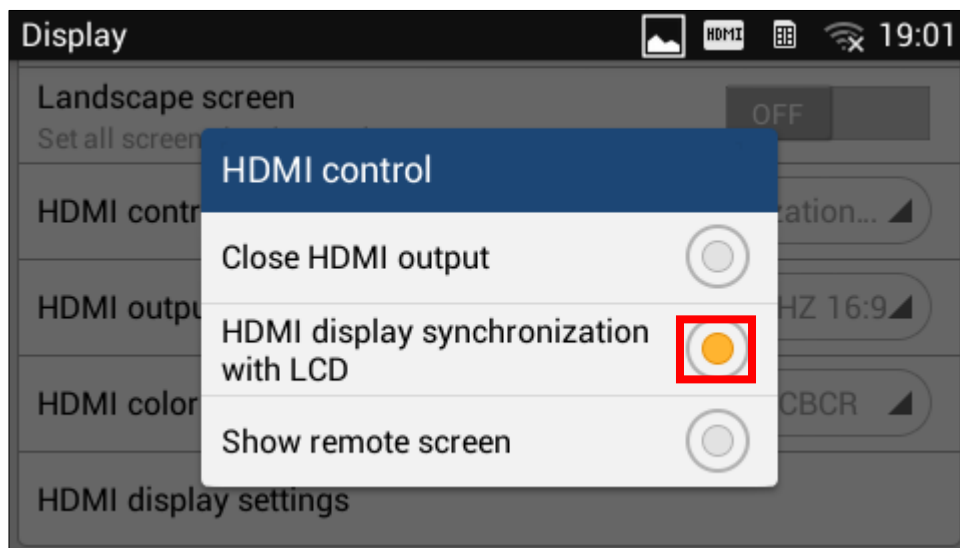 Display HDMI 19:01
Landscape screen OFF
Set all screen
HDMI control
HDMI contr zation...
Close HDMI output
HDMI outpu HZ 16:9
HDMI display synchronization
with LCD
HDMI color CBCR
Show remote screen
HDMI display settings